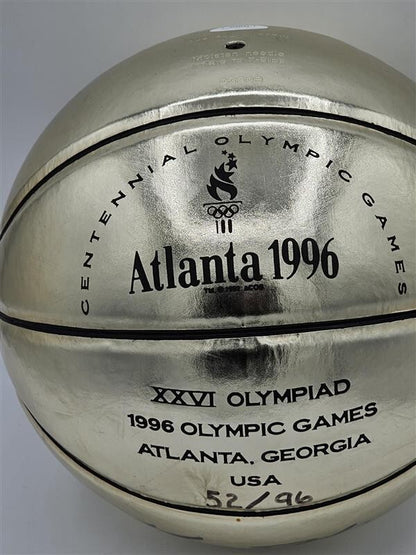 CENTENNIAL OLYMPIC GAMES
Atlanta 1996
XXVI OLYMPIAD
1996 OLYMPIC GAMES
ATLANTA, GEORGIA
USA
52/96